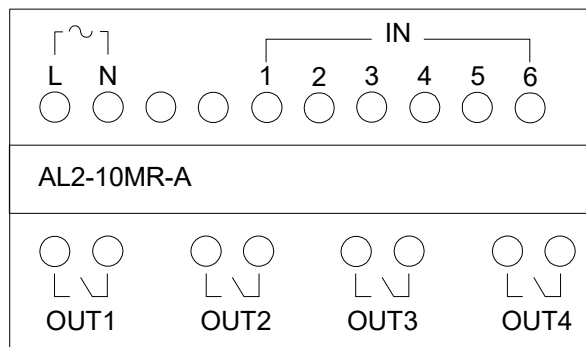 IN
L N 1 2 3 4 5 6
AL2-10MR-A
OUT1 OUT2 OUT3 OUT4